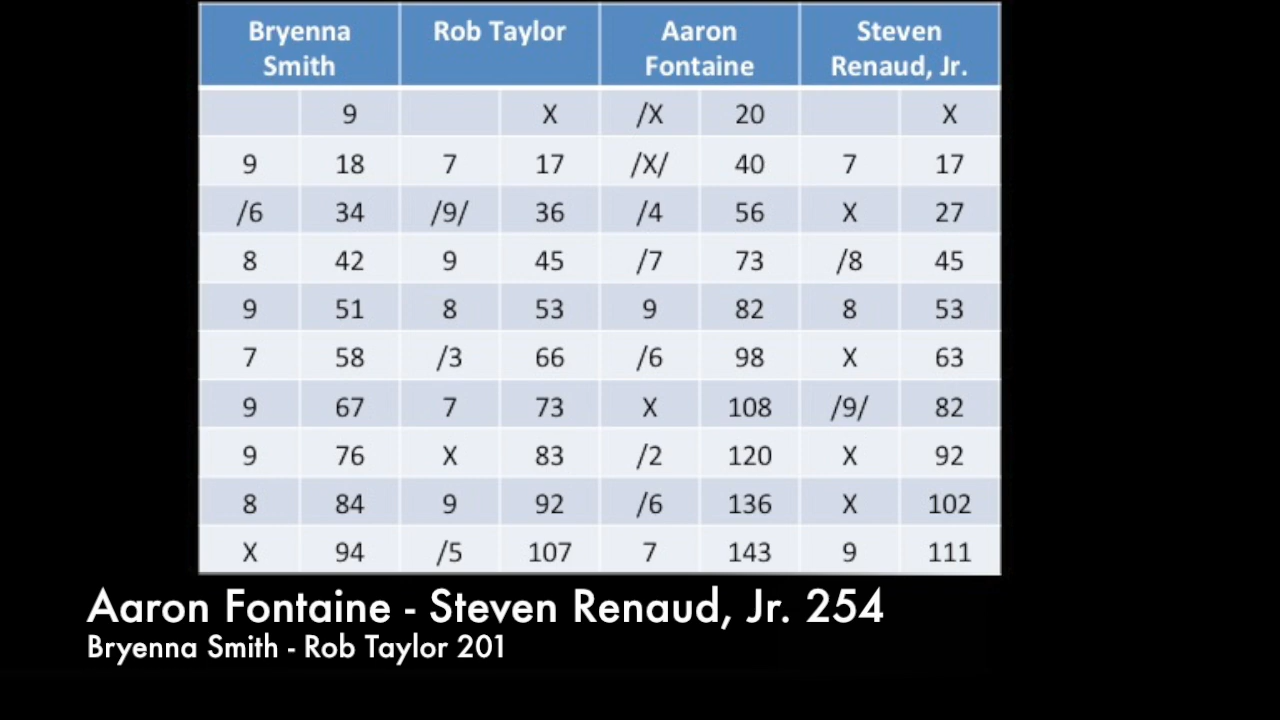 Bryenna Smith Rob Taylor Aaron Fontaine Steven Renaud, Jr.
9 X /X 20 X
9 18 7 17 /X/ 40 7 17
/6 34 /9/ 36 /4 56 X 27
8 42 9 45 /7 73 /8 45
9 51 8 53 9 82 8 53
7 58 /3 66 /6 98 X 63
9 67 7 73 X 108 /9/ 82
9 76 X 83 /2 120 X 92
8 84 9 92 /6 136 X 102
X 94 /5 107 7 143 9 111
Aaron Fontaine - Steven Renaud, Jr. 254
Bryenna Smith - Rob Taylor 201